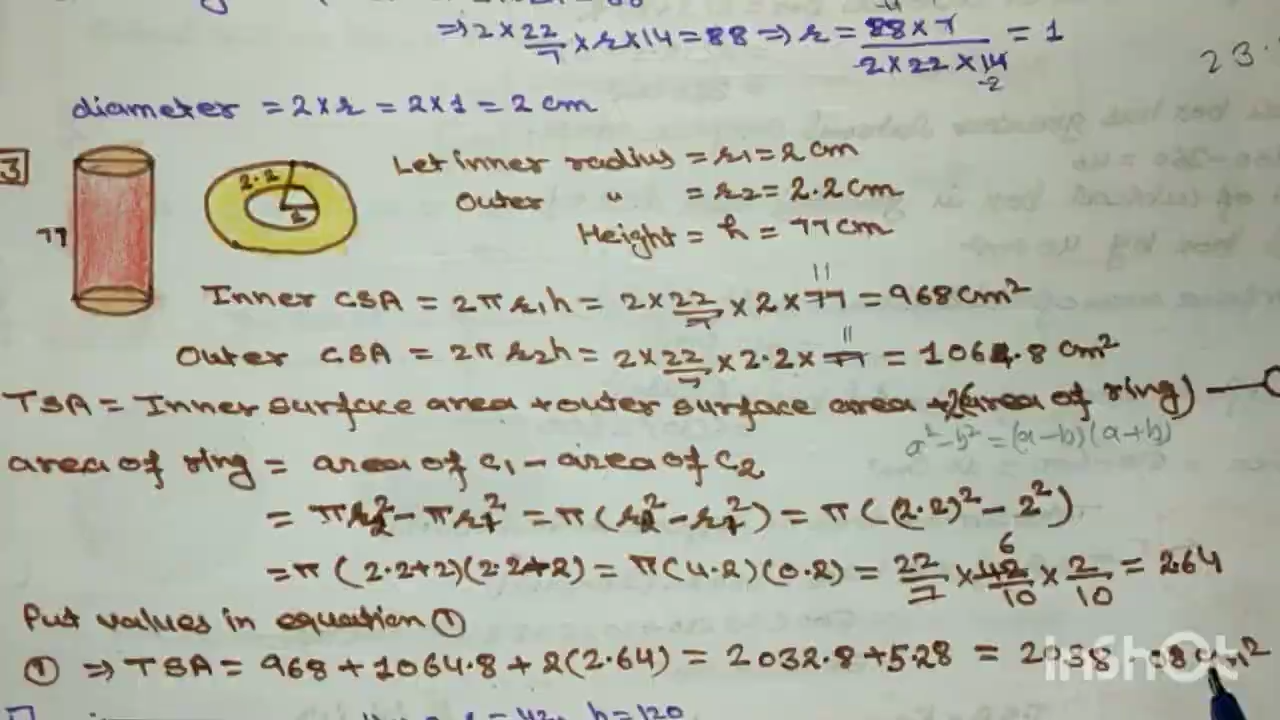 ⇒ 2 × 22/7 × r × 14 = 88 ⇒ r = 88 × 7 / 2 × 22 × 14 = 1
23.
diameter = 2 × r = 2 × 1 = 2 cm
3
77
2.2
2
Let inner radius = r1 = 2 cm
Outer " = r2 = 2.2 cm
Height = h = 77 cm
Inner CSA = 2πr1h = 2 × 22/7 × 2 × 77 11 = 968 cm²
Outer CSA = 2πr2h = 2 × 22/7 × 2.2 × 77 11 = 1064.8 cm²
TSA = Inner surface area + outer surface area + 2(area of ring)
a² - b² = (a-b)(a+b)
area of ring = area of C1 - area of C2
= πr2² - πr1² = π(r2² - r1²) = π((2.2)² - 2²)
= π(2.2+2)(2.2-2) = π(4.2)(0.2) = 22/7 × 42/10 6 × 2/10 = 264
Put values in equation ①
① ⇒ TSA = 968 + 1064.8 + 2(2.64) = 2032.8 + 5.28 = 2038.08 cm²
InShot
h = 120